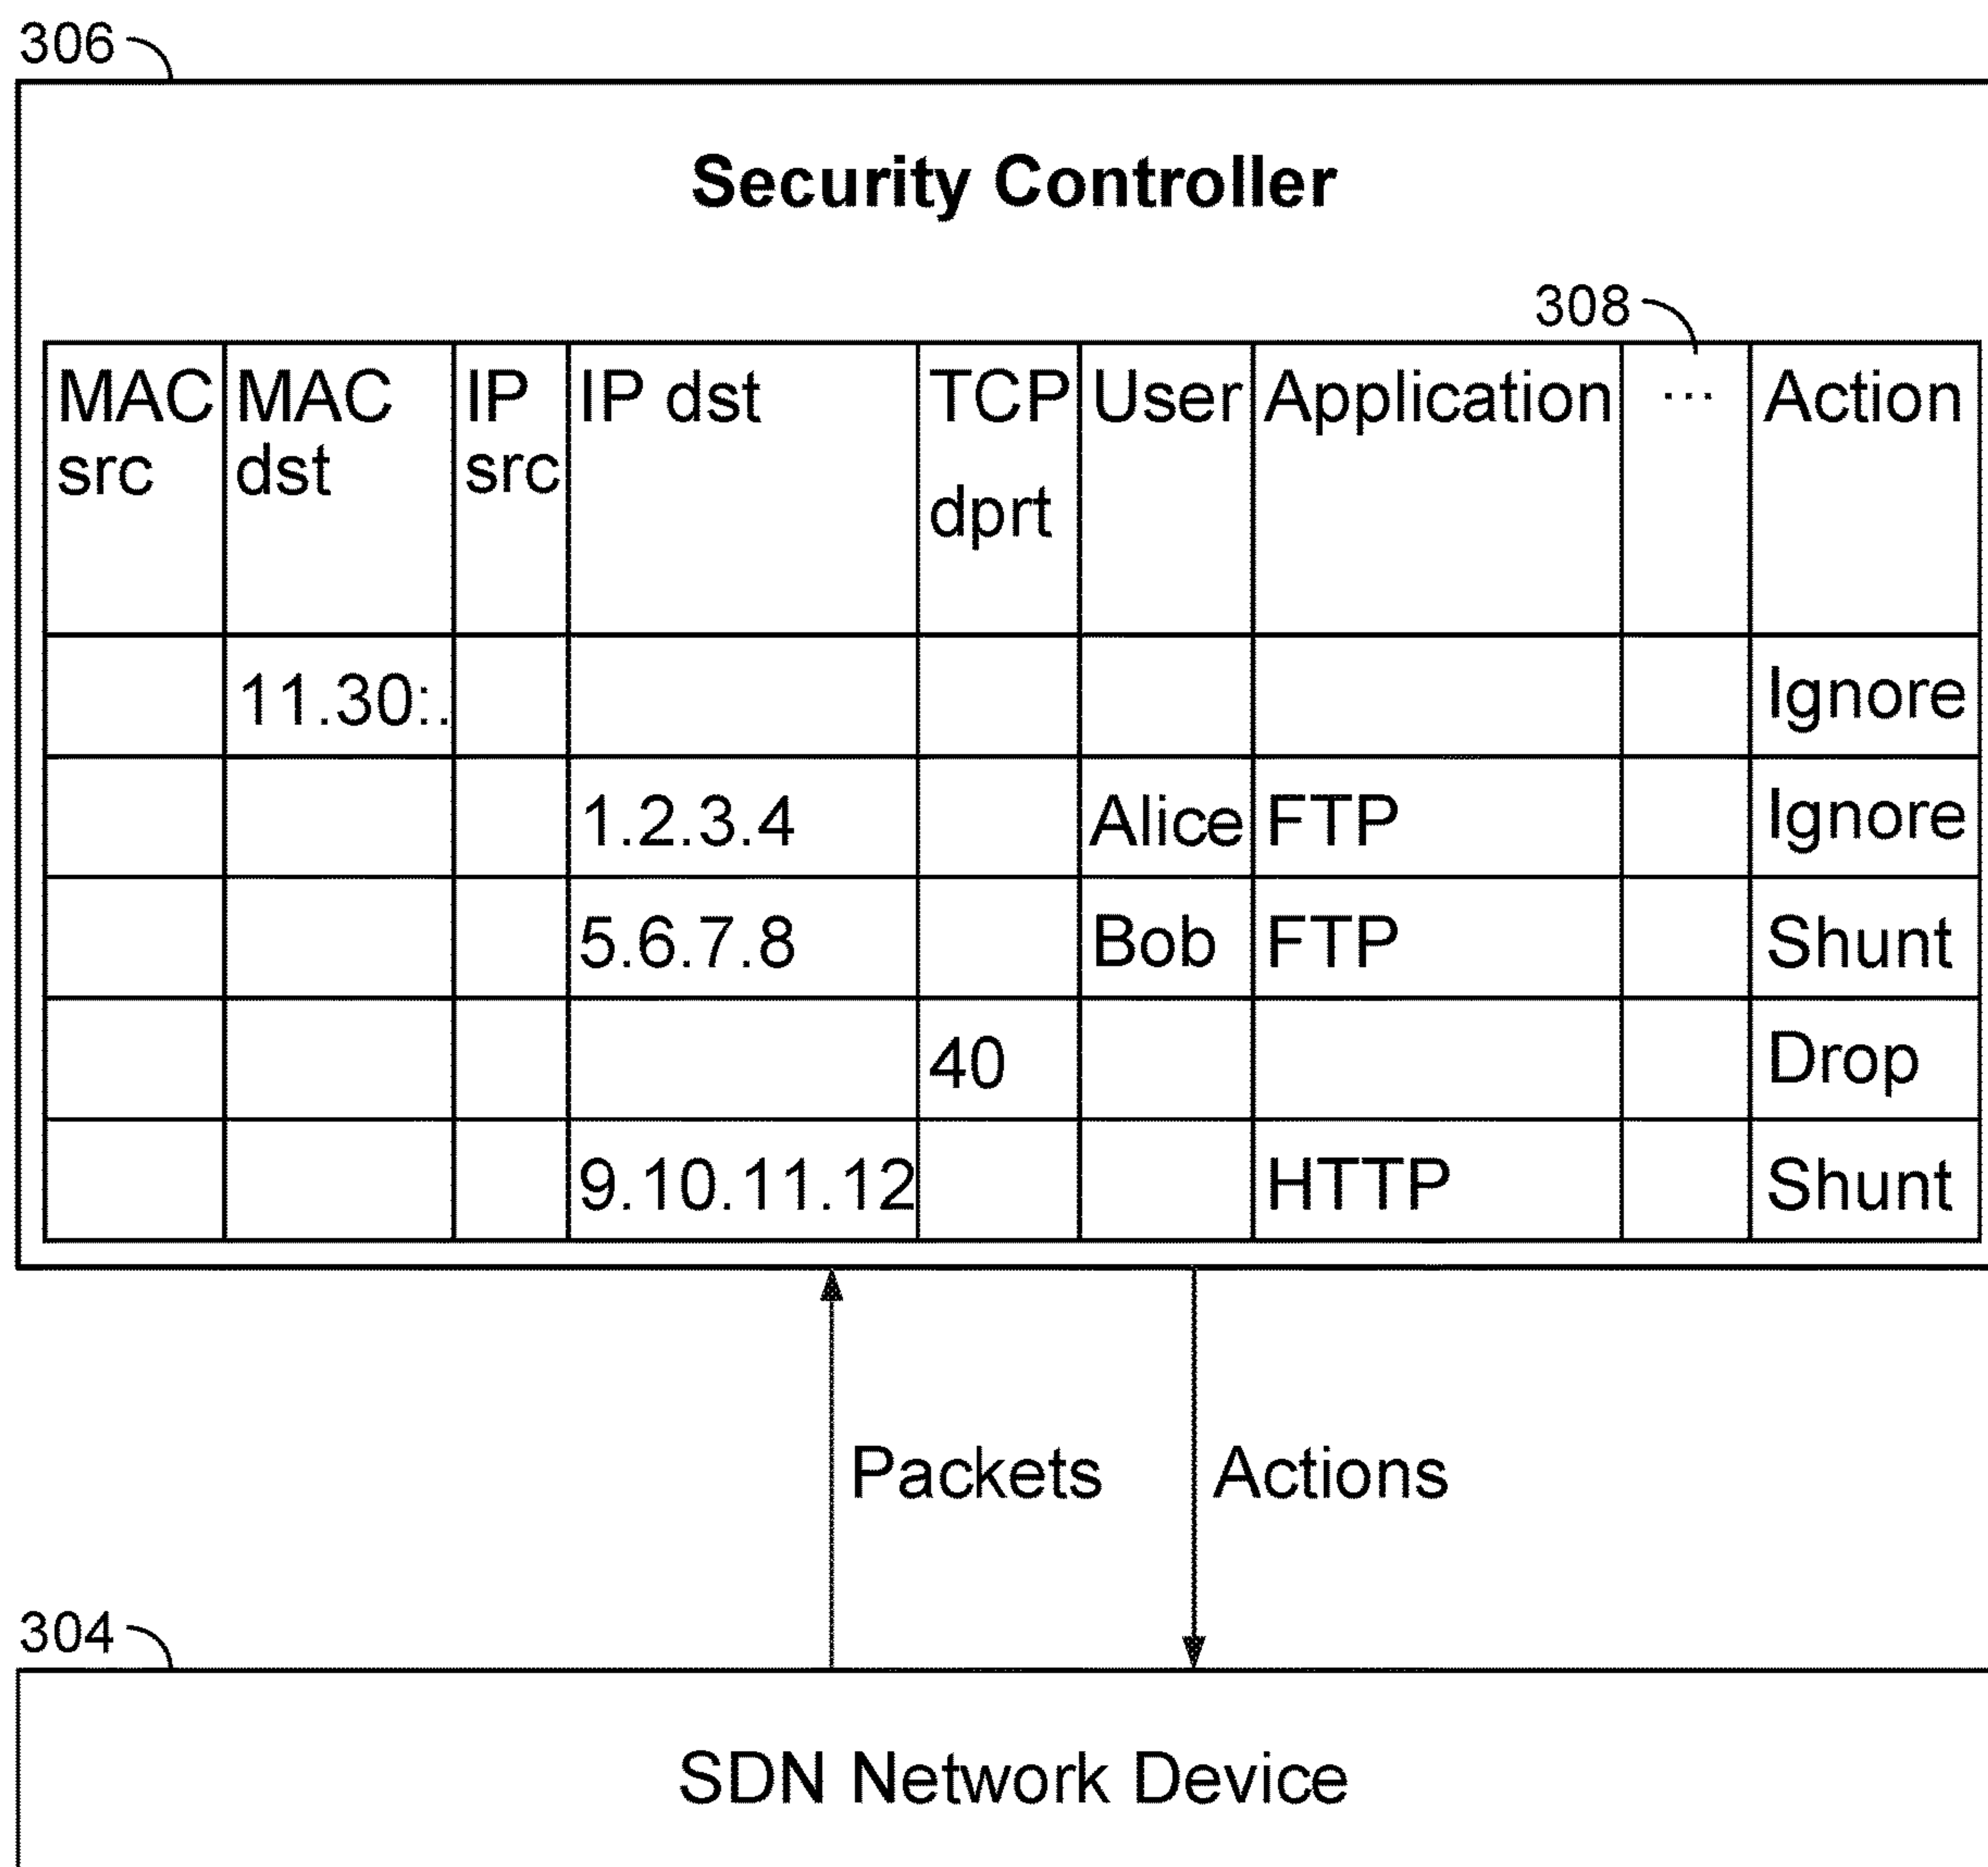 306
Security Controller
308
MAC src MAC dst IP src IP dst TCP dprt User Application ... Action
11.30:. Ignore
1.2.3.4 Alice FTP Ignore
5.6.7.8 Bob FTP Shunt
40 Drop
9.10.11.12 HTTP Shunt
Packets Actions
304
SDN Network Device